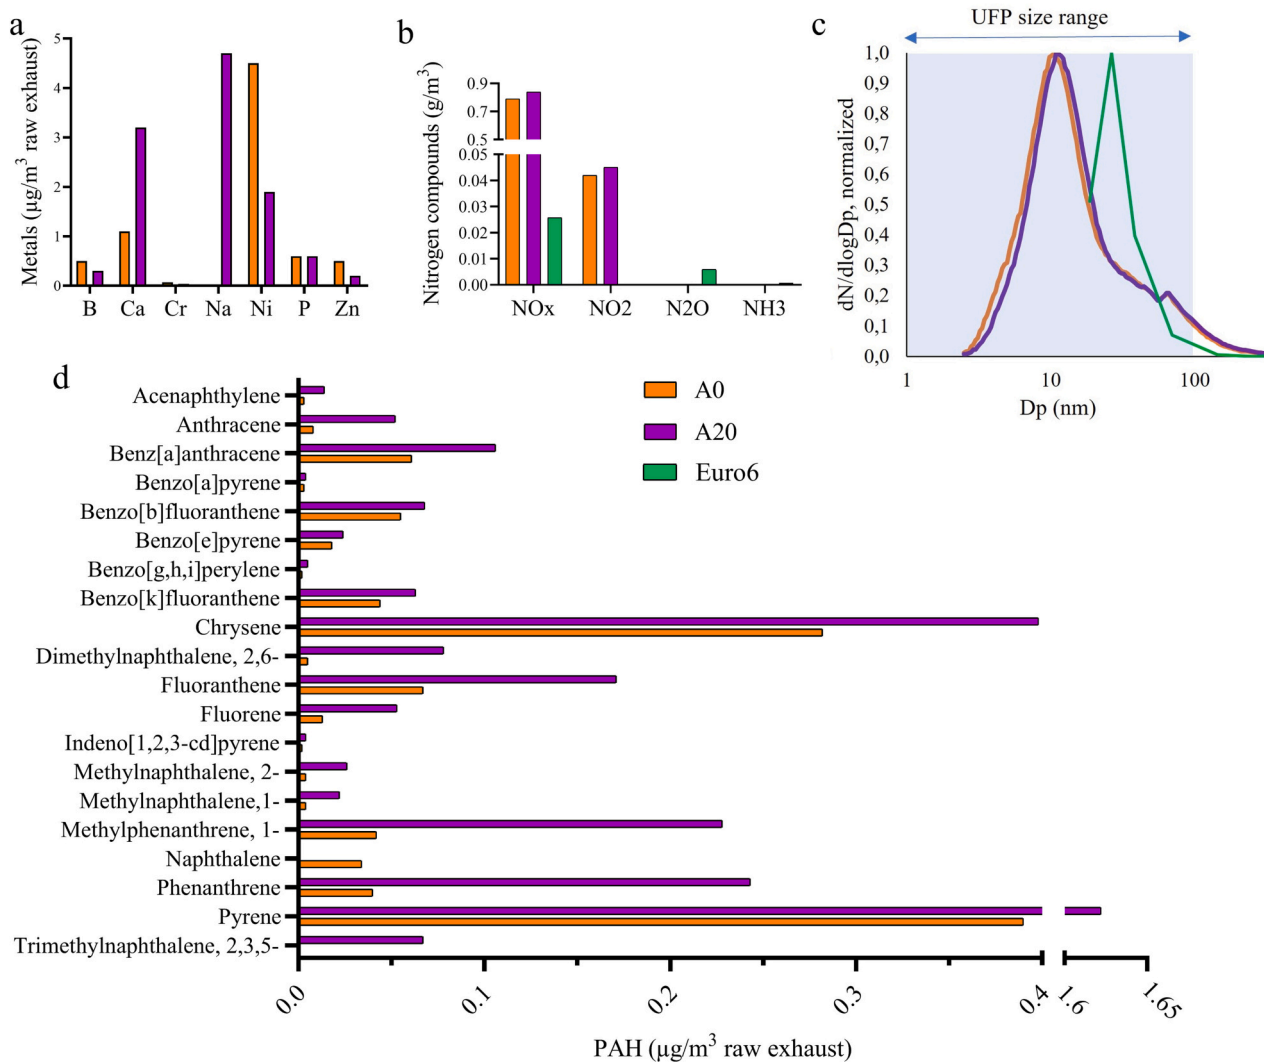 a
Metals (µg/m³ raw exhaust)
5
4
3
2
1
0
B Ca Cr Na Ni P Zn
b
Nitrogen compounds (g/m³)
0.9
0.7
0.5
0.05
0.04
0.03
0.02
0.01
0.00
NOx NO2 N2O NH3
c
UFP size range
dN/dlogDp, normalized
1,0
0,9
0,8
0,7
0,6
0,5
0,4
0,3
0,2
0,1
0,0
1 10 100
Dp (nm)
d
A0
A20
Euro6
Acenaphthylene
Anthracene
Benz[a]anthracene
Benzo[a]pyrene
Benzo[b]fluoranthene
Benzo[e]pyrene
Benzo[g,h,i]perylene
Benzo[k]fluoranthene
Chrysene
Dimethylnaphthalene, 2,6-
Fluoranthene
Fluorene
Indeno[1,2,3-cd]pyrene
Methylnaphthalene, 2-
Methylnaphthalene,1-
Methylphenanthrene, 1-
Naphthalene
Phenanthrene
Pyrene
Trimethylnaphthalene, 2,3,5-
0.0 0.1 0.2 0.3 0.4 1.6 1.65
PAH (µg/m³ raw exhaust)